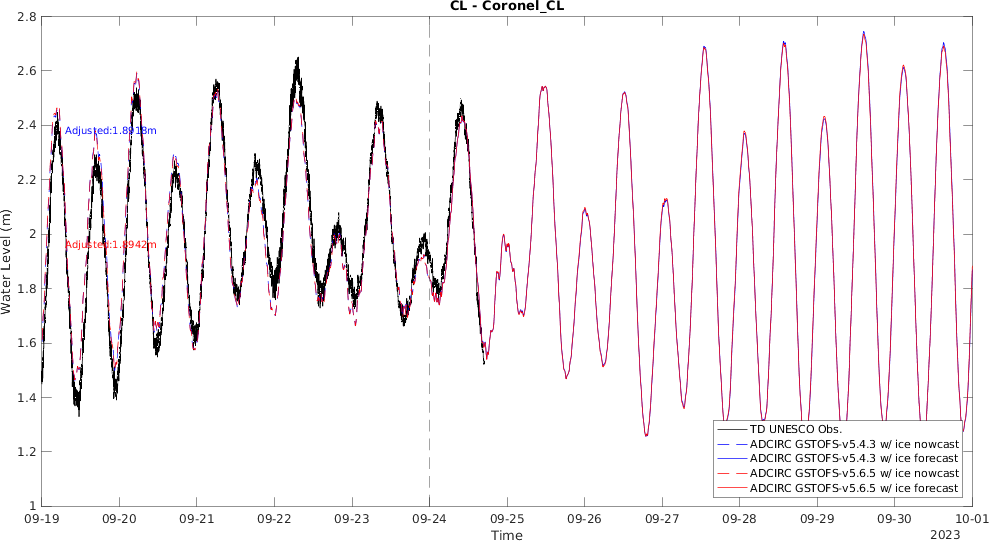 CL - Coronel_CL
2.8
2.6
2.4
2.2
2
1.8
1.6
1.4
1.2
1
Water Level (m)
Adjusted:1.8918m
Adjusted:1.8942m
TD UNESCO Obs.
ADCIRC GSTOFS-v5.4.3 w/ ice nowcast
ADCIRC GSTOFS-v5.4.3 w/ ice forecast
ADCIRC GSTOFS-v5.6.5 w/ ice nowcast
ADCIRC GSTOFS-v5.6.5 w/ ice forecast
09-19 09-20 09-21 09-22 09-23 09-24 09-25 09-26 09-27 09-28 09-29 09-30 10-01
Time
2023